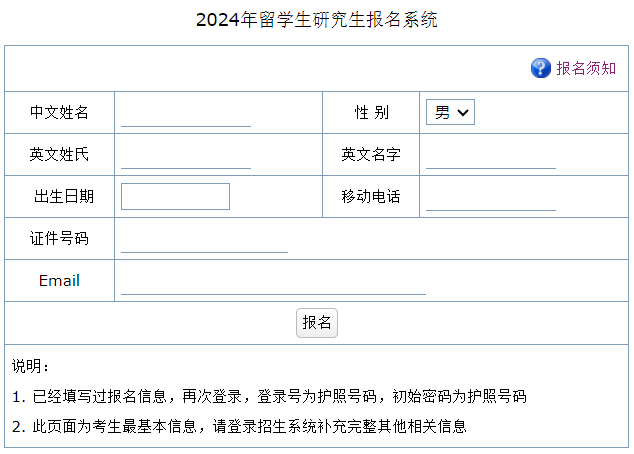 2024年留学生研究生报名系统
报名须知
中文姓名 性 别 男
英文姓氏 英文名字
出生日期 移动电话
证件号码
Email
报名
说明：
1. 已经填写过报名信息，再次登录，登录号为护照号码，初始密码为护照号码
2. 此页面为考生最基本信息，请登录招生系统补充完整其他相关信息